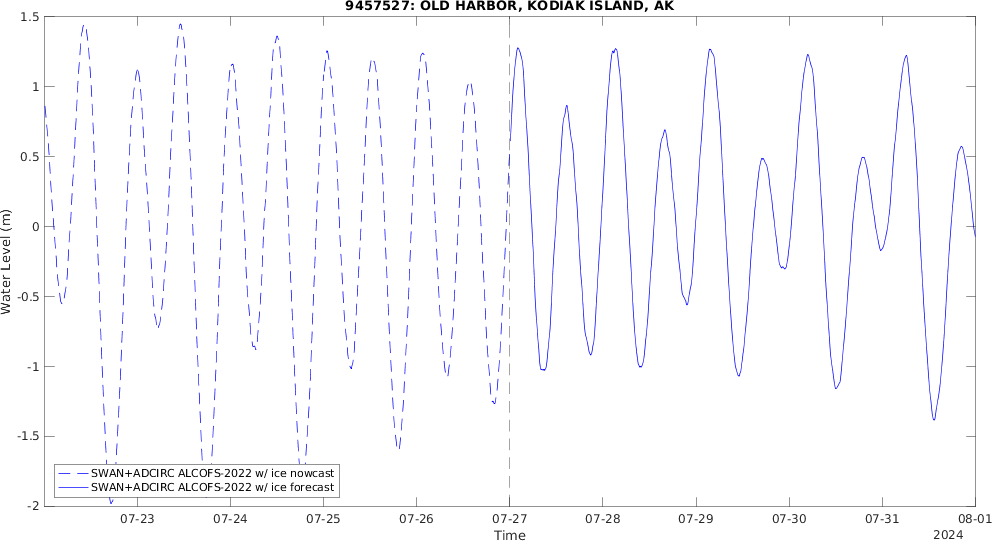 9457527: OLD HARBOR, KODIAK ISLAND, AK
Water Level (m)
1.5
1
0.5
0
-0.5
-1
-1.5
-2
SWAN+ADCIRC ALCOFS-2022 w/ ice nowcast
SWAN+ADCIRC ALCOFS-2022 w/ ice forecast
07-23 07-24 07-25 07-26 07-27 07-28 07-29 07-30 07-31 08-01
Time
2024